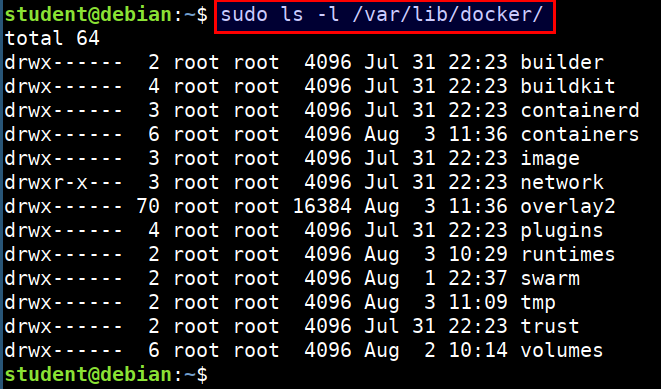 student@debian:~$ sudo ls -l /var/lib/docker/
total 64
drwx------  2 root root  4096 Jul 31 22:23 builder
drwx------  4 root root  4096 Jul 31 22:23 buildkit
drwx------  3 root root  4096 Jul 31 22:23 containerd
drwx------  6 root root  4096 Aug  3 11:36 containers
drwx------  3 root root  4096 Jul 31 22:23 image
drwxr-x---  3 root root  4096 Jul 31 22:23 network
drwx------ 70 root root 16384 Aug  3 11:36 overlay2
drwx------  4 root root  4096 Jul 31 22:23 plugins
drwx------  2 root root  4096 Aug  3 10:29 runtimes
drwx------  2 root root  4096 Aug  1 22:37 swarm
drwx------  2 root root  4096 Aug  3 11:09 tmp
drwx------  2 root root  4096 Jul 31 22:23 trust
drwx------  6 root root  4096 Aug  2 10:14 volumes
student@debian:~$